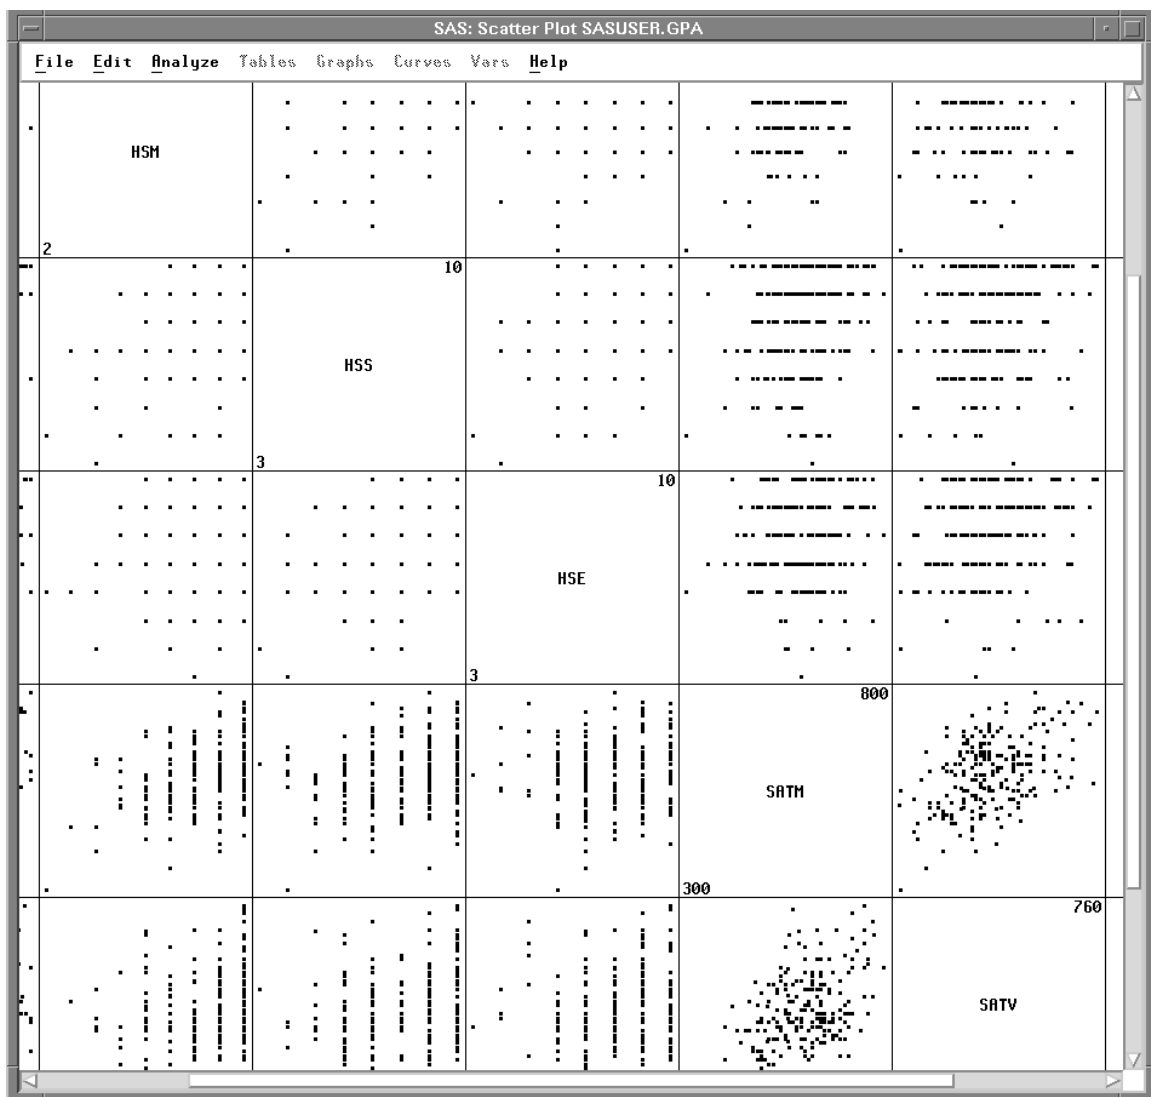 SAS: Scatter Plot SASUSER.GPA
File Edit Analyze Tables Graphs Curves Vars Help
HSM
2
10
HSS
3
10
HSE
3
800
SATM
300
760
SATV